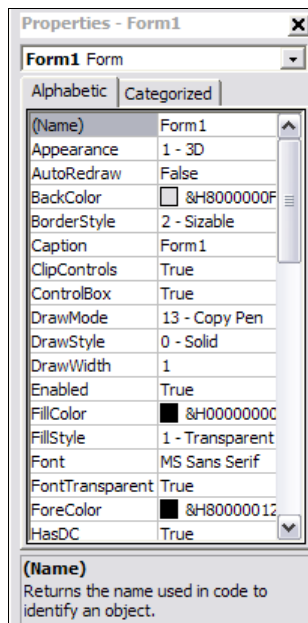 Properties - Form1
Form1 Form
Alphabetic Categorized
(Name) Form1
Appearance 1 - 3D
AutoRedraw False
BackColor &H8000000F
BorderStyle 2 - Sizable
Caption Form1
ClipControls True
ControlBox True
DrawMode 13 - Copy Pen
DrawStyle 0 - Solid
DrawWidth 1
Enabled True
FillColor &H00000000
FillStyle 1 - Transparent
Font MS Sans Serif
FontTransparent True
ForeColor &H80000012
HasDC True
(Name)
Returns the name used in code to
identify an object.